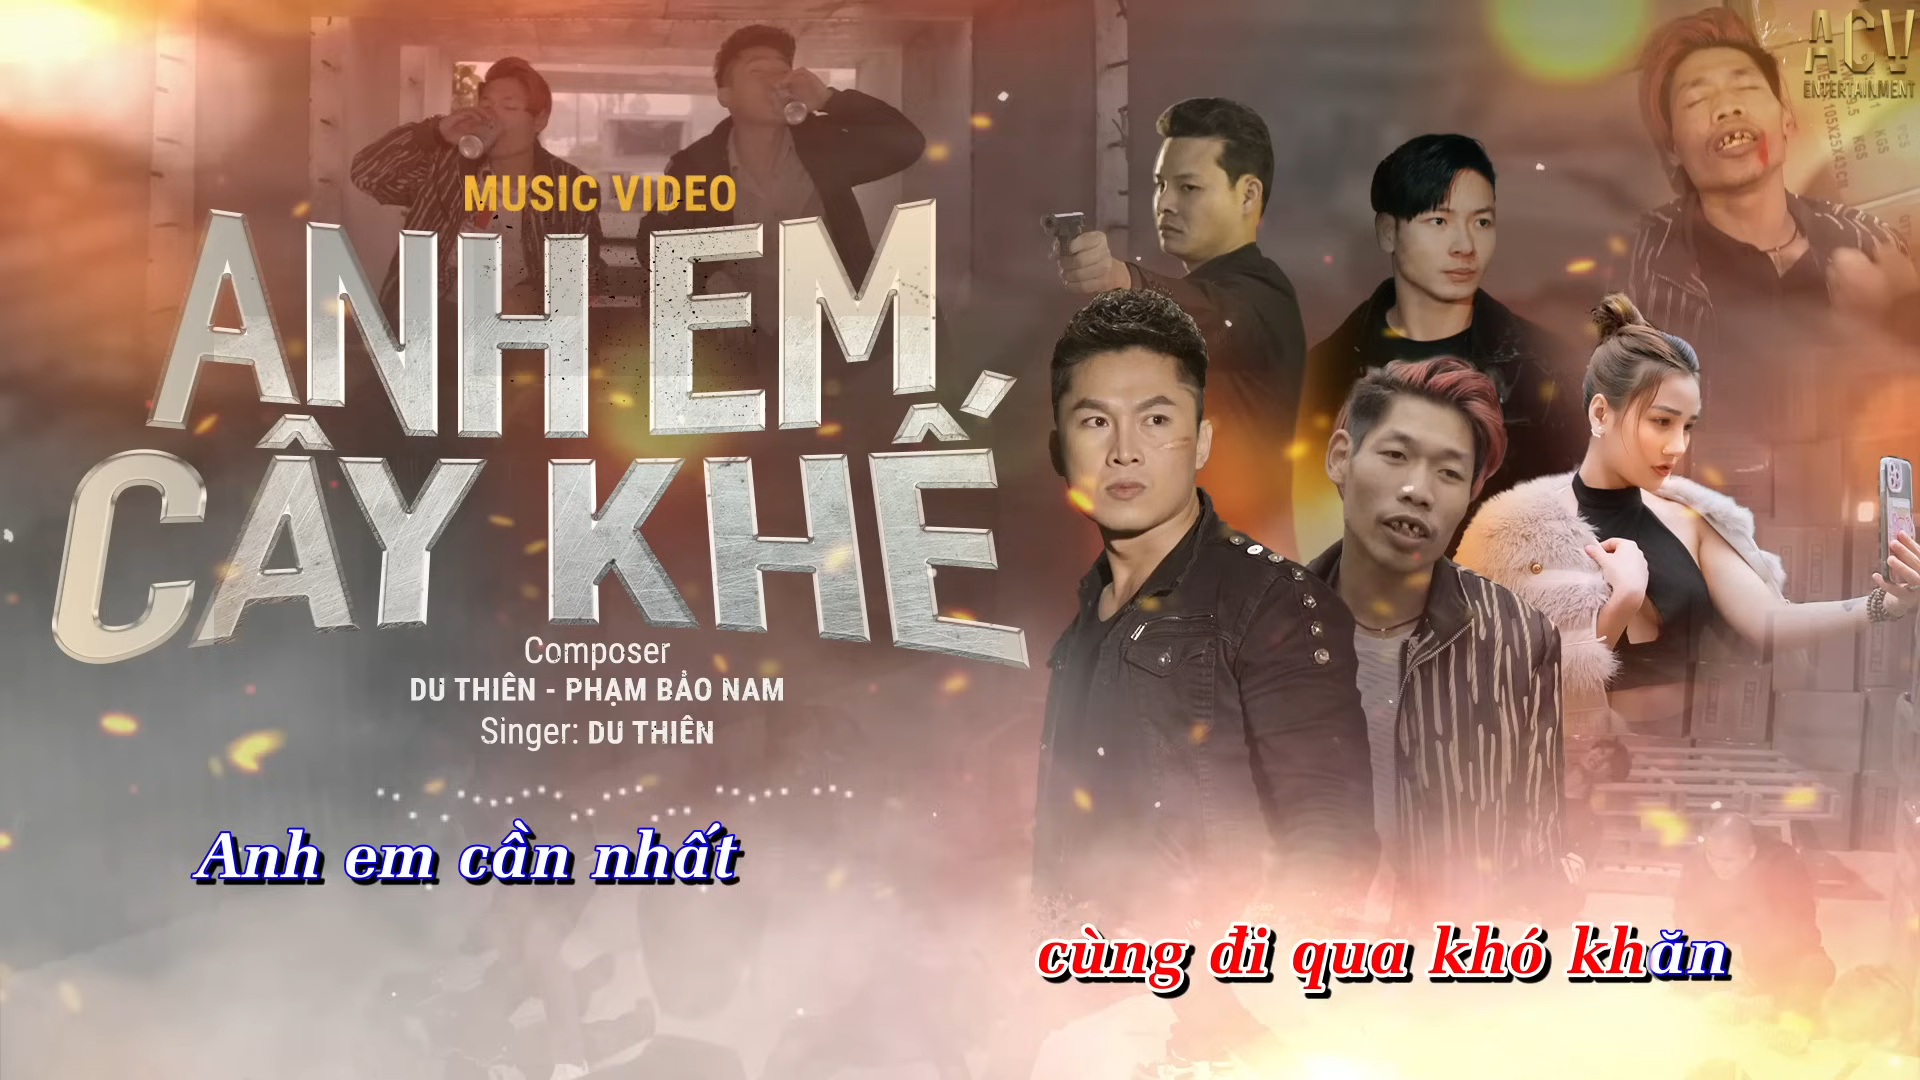 ACV
ENTERTAINMENT
MUSIC VIDEO
ANH EM
CÂY KHẾ
Composer
DU THIÊN - PHẠM BẢO NAM
Singer: DU THIÊN
Anh em cần nhất
cùng đi qua khó khăn